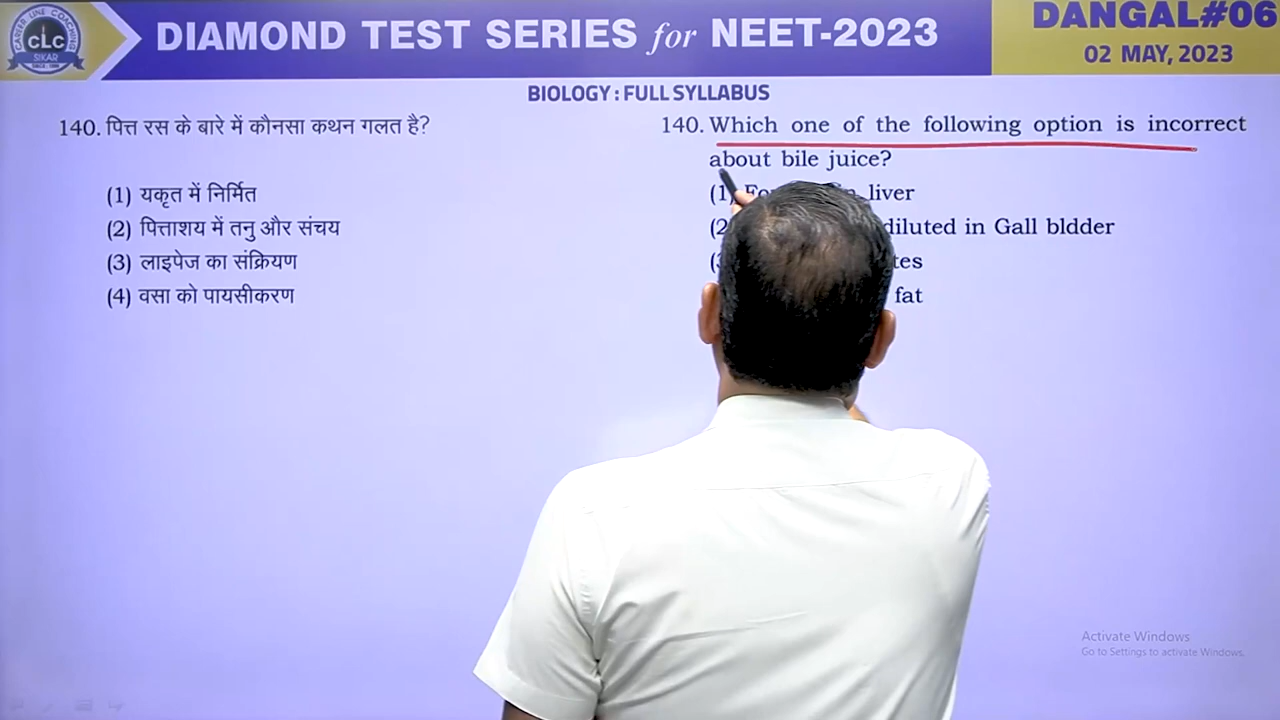 CAREER LINE COACHING
CLC
SIKAR
DIAMOND TEST SERIES for NEET-2023
DANGAL#06
02 MAY, 2023
BIOLOGY : FULL SYLLABUS
140. पित्त रस के बारे में कौनसा कथन गलत है?
(1) यकृत में निर्मित
(2) पित्ताशय में तनु और संचय
(3) लाइपेज का संक्रियण
(4) वसा को पायसीकरण
140. Which one of the following option is incorrect
about bile juice?
(1) liver
(2 diluted in Gall bldder
fat
Activate Windows
Go to Settings to activate Windows.